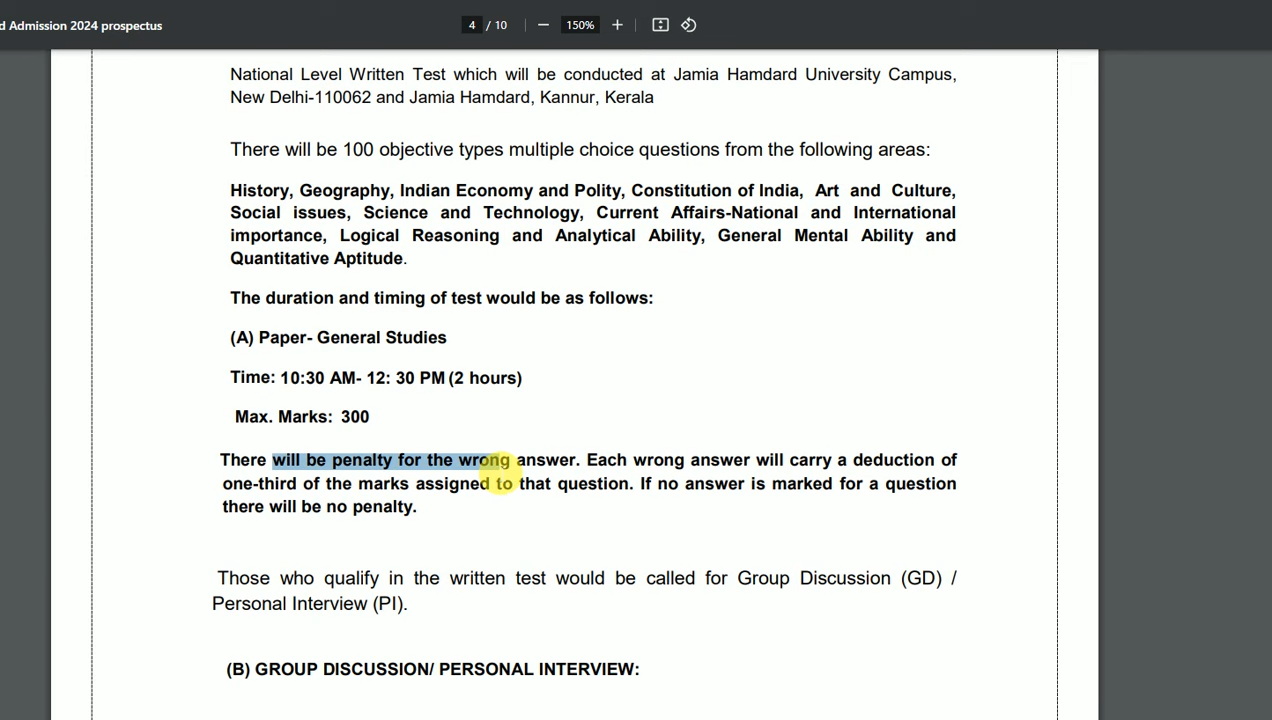 d Admission 2024 prospectus
4 / 10
150%
National Level Written Test which will be conducted at Jamia Hamdard University Campus,
New Delhi-110062 and Jamia Hamdard, Kannur, Kerala
There will be 100 objective types multiple choice questions from the following areas:
History, Geography, Indian Economy and Polity, Constitution of India, Art and Culture,
Social issues, Science and Technology, Current Affairs-National and International
importance, Logical Reasoning and Analytical Ability, General Mental Ability and
Quantitative Aptitude.
The duration and timing of test would be as follows:
(A) Paper- General Studies
Time: 10:30 AM- 12: 30 PM (2 hours)
Max. Marks: 300
There will be penalty for the wrong answer. Each wrong answer will carry a deduction of
one-third of the marks assigned to that question. If no answer is marked for a question
there will be no penalty.
Those who qualify in the written test would be called for Group Discussion (GD) /
Personal Interview (PI).
(B) GROUP DISCUSSION/ PERSONAL INTERVIEW: